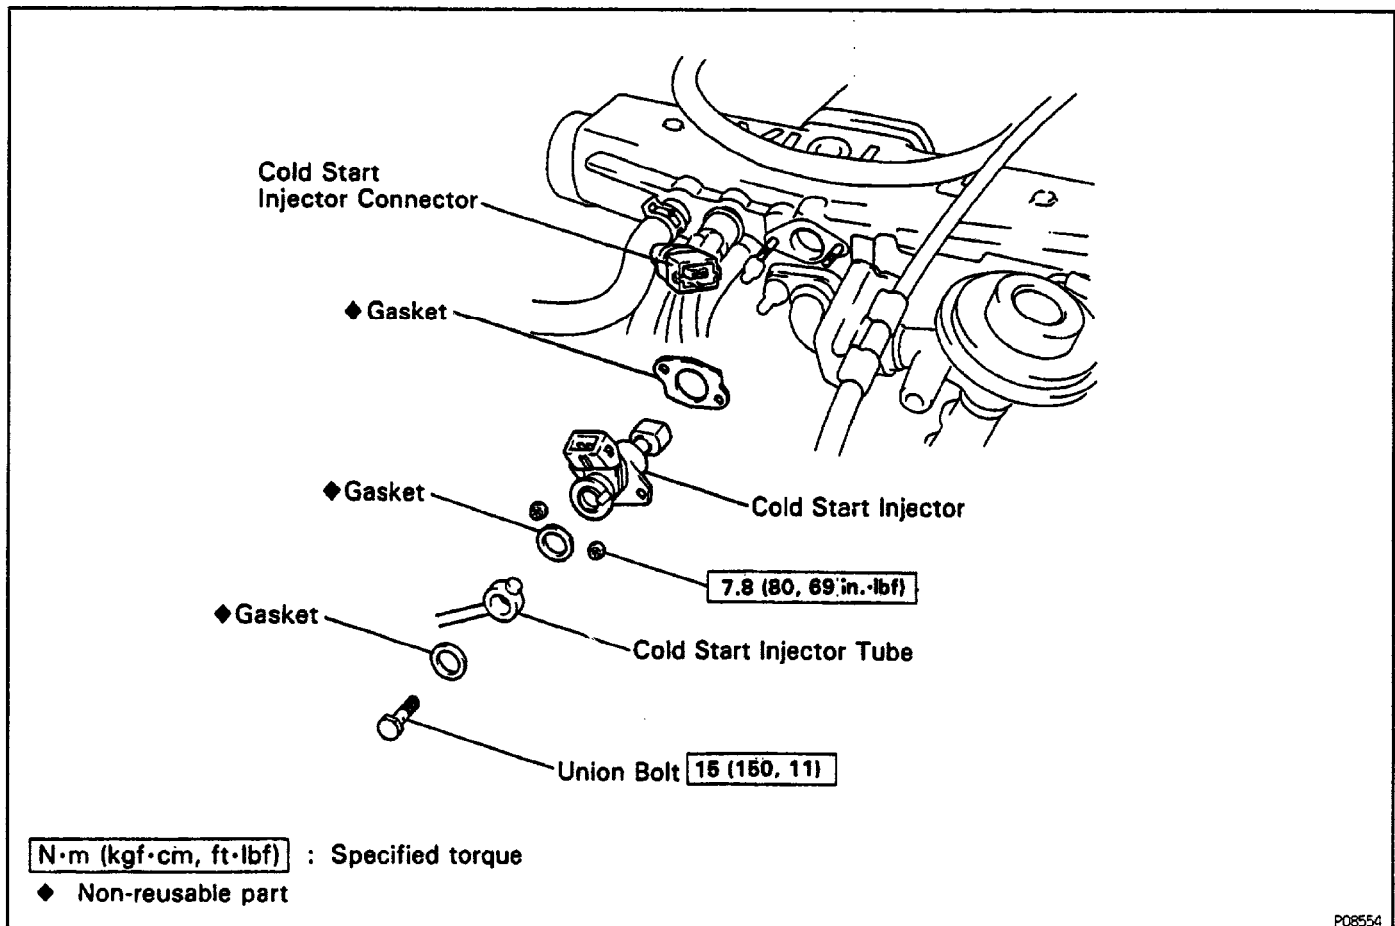 Cold Start
Injector Connector
◆ Gasket
◆ Gasket
Cold Start Injector
7.8 (80, 69 in.·lbf)
◆ Gasket
Cold Start Injector Tube
Union Bolt 15 (150, 11)
N·m (kgf·cm, ft·lbf) : Specified torque
◆ Non-reusable part
P08554